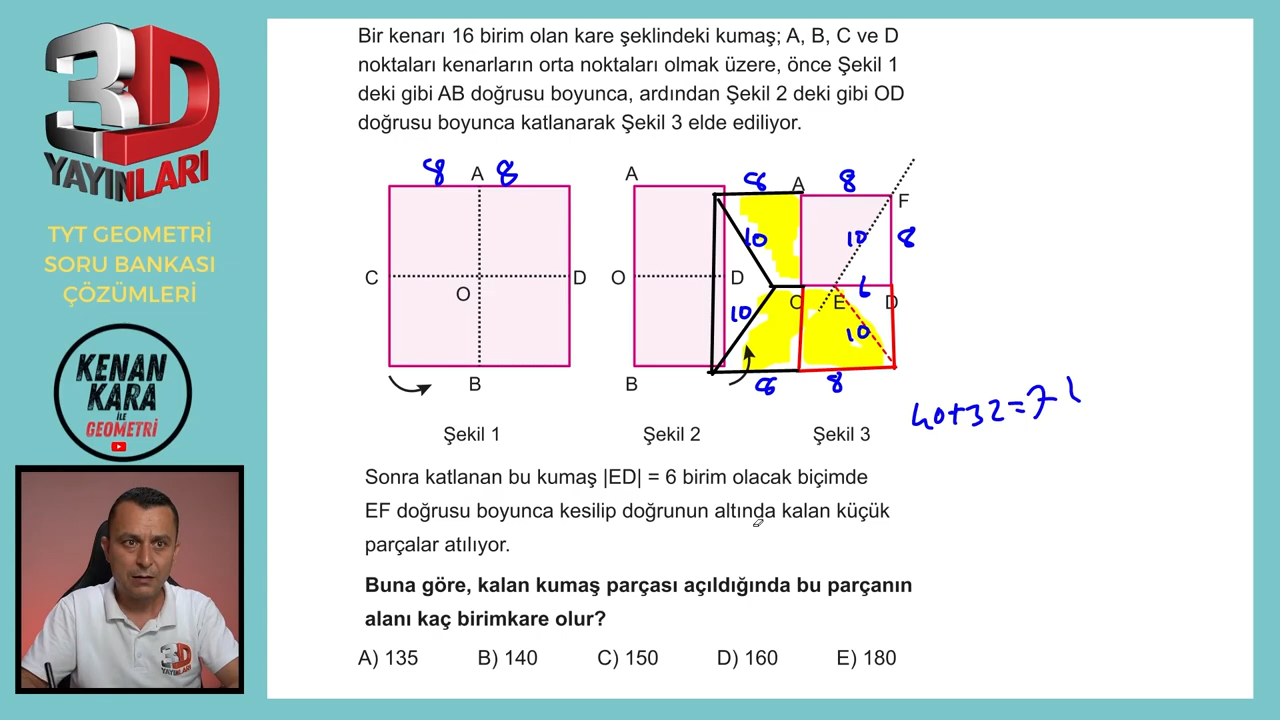 3D
YAYINLARI
TYT GEOMETRİ
SORU BANKASI
ÇÖZÜMLERİ
KENAN
KARA
İLE
GEOMETRİ
3D
YAYINLARI
Bir kenarı 16 birim olan kare şeklindeki kumaş; A, B, C ve D
noktaları kenarların orta noktaları olmak üzere, önce Şekil 1
deki gibi AB doğrusu boyunca, ardından Şekil 2 deki gibi OD
doğrusu boyunca katlanarak Şekil 3 elde ediliyor.
8 A 8
C D
O
B
Şekil 1
A
O D
B
Şekil 2
8 A 8
F
10 10 8
C E 6 D
10 10
8 8
Şekil 3
40+32=7
Sonra katlanan bu kumaş |ED| = 6 birim olacak biçimde
EF doğrusu boyunca kesilip doğrunun altında kalan küçük
parçalar atılıyor.
Buna göre, kalan kumaş parçası açıldığında bu parçanın
alanı kaç birimkare olur?
A) 135 B) 140 C) 150 D) 160 E) 180